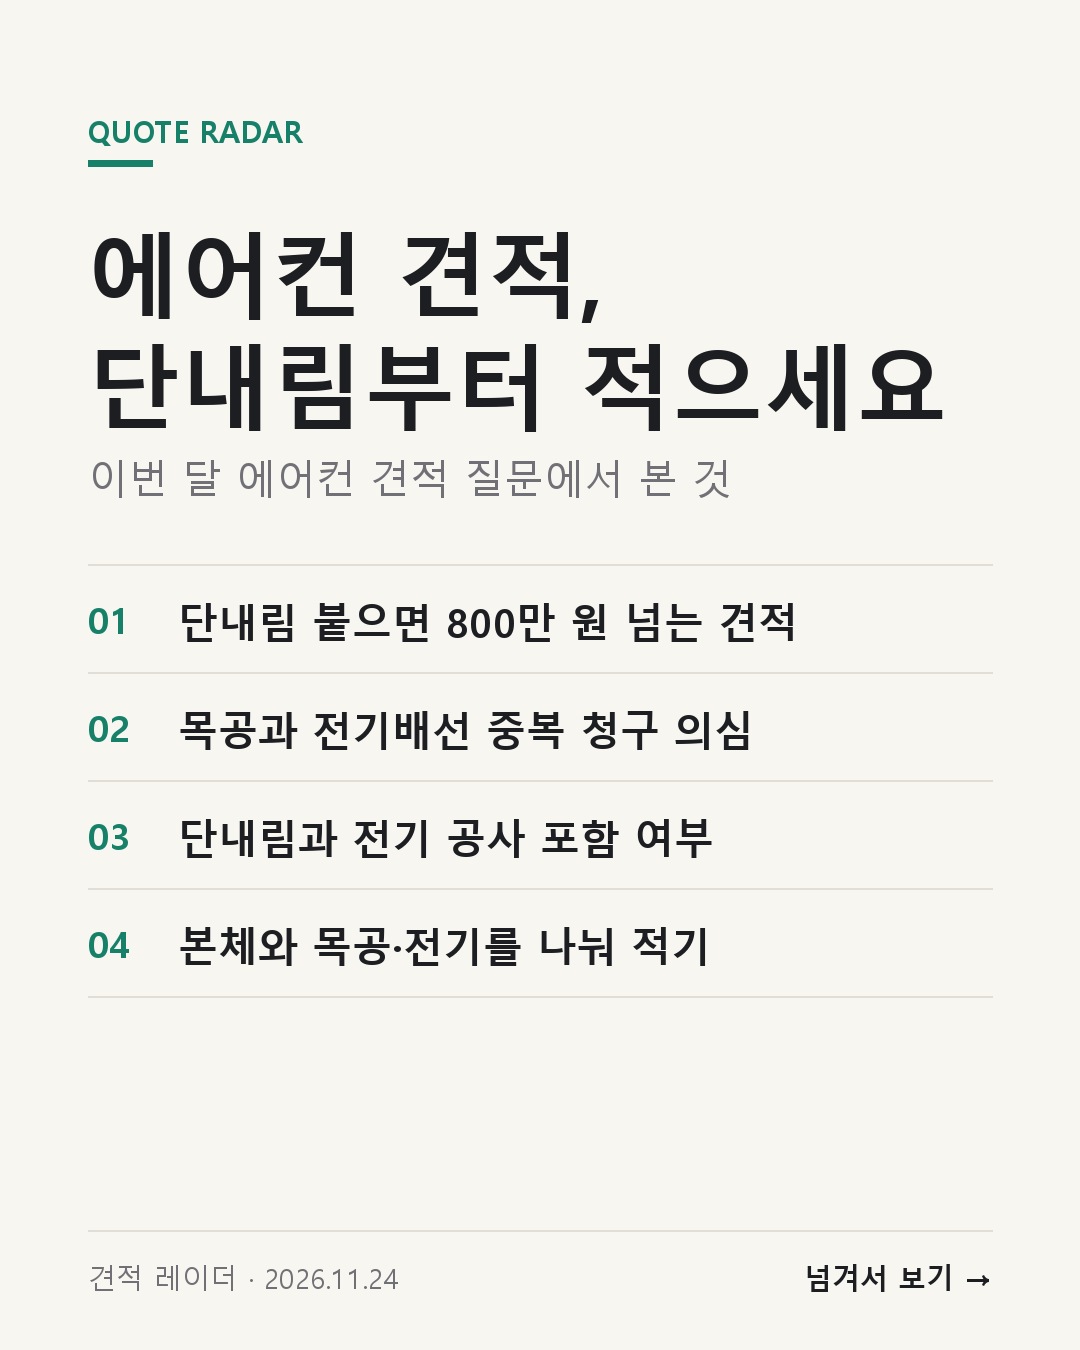 QUOTE RADAR
에어컨 견적,
단내림부터 적으세요
이번 달 에어컨 견적 질문에서 본 것
01 단내림 붙으면 800만 원 넘는 견적
02 목공과 전기배선 중복 청구 의심
03 단내림과 전기 공사 포함 여부
04 본체와 목공·전기를 나눠 적기
견적 레이더 · 2026.11.24
넘겨서 보기 →